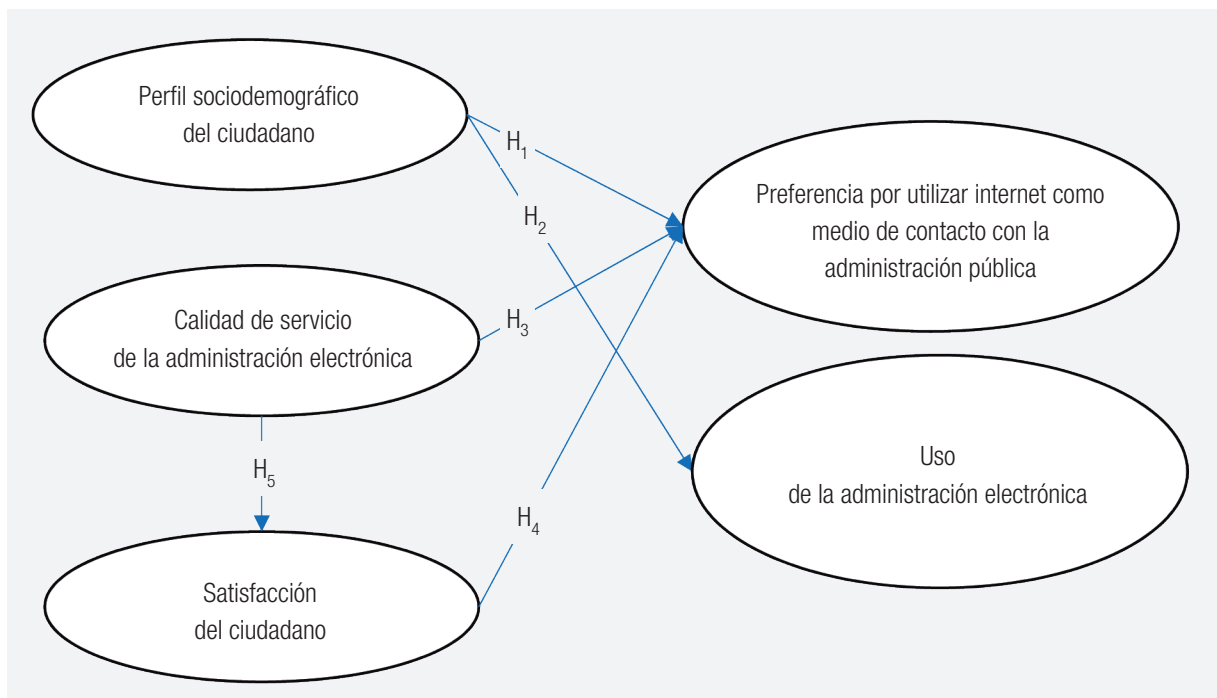 Perfil sociodemográfico
del ciudadano
H1
Preferencia por utilizar internet como
medio de contacto con la
administración pública
H2
Calidad de servicio
de la administración electrónica
H3
H5
Uso
de la administración electrónica
H4
Satisfacción
del ciudadano